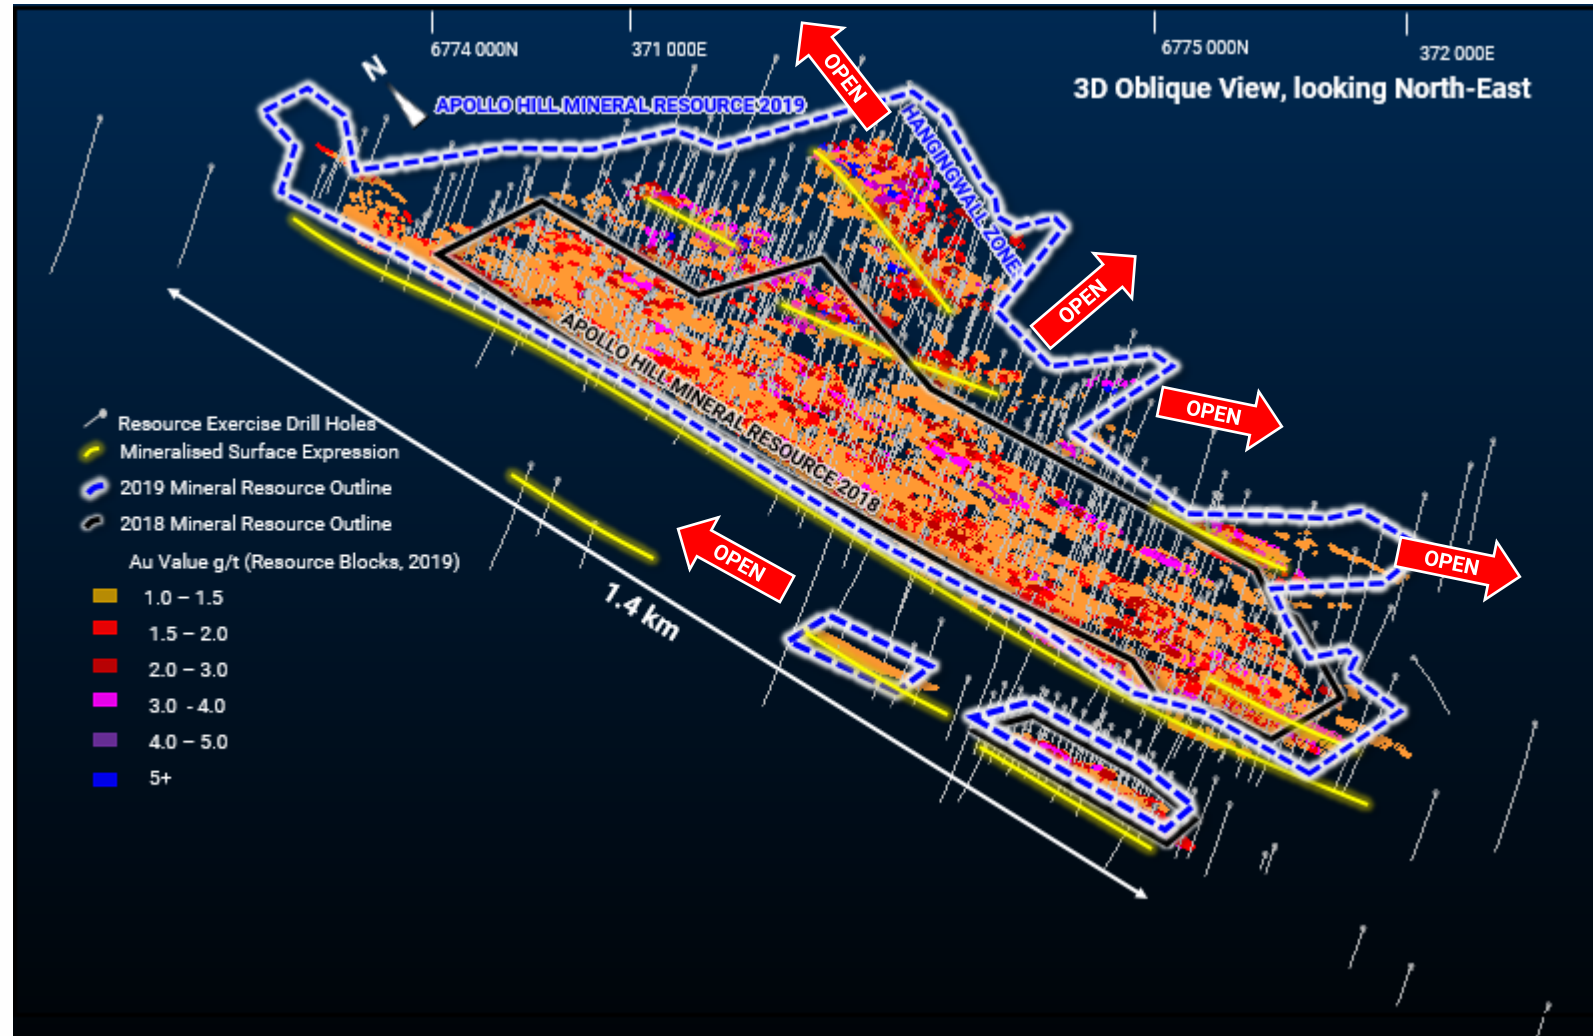 6774 000N
371 000E
6775 000N
372 000E
3D Oblique View, looking North-East
N
APOLLO HILL MINERAL RESOURCE 2019
OPEN
HANGINGWALL ZONE
OPEN
OPEN
OPEN
OPEN
APOLLO HILL MINERAL RESOURCE 2018
1.4 km
Resource Exercise Drill Holes
Mineralised Surface Expression
2019 Mineral Resource Outline
2018 Mineral Resource Outline
Au Value g/t (Resource Blocks, 2019)
1.0 – 1.5
1.5 – 2.0
2.0 – 3.0
3.0 - 4.0
4.0 – 5.0
5+